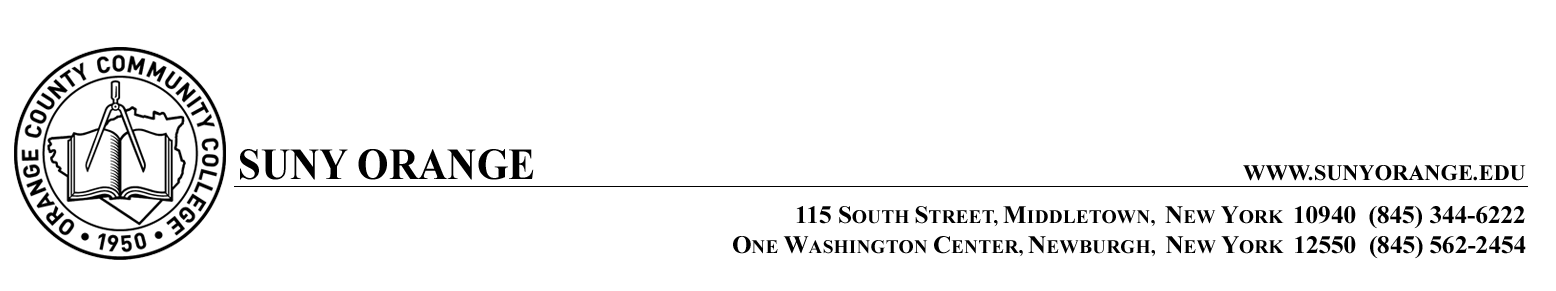 ORANGE COUNTY COMMUNITY COLLEGE
• 1950 •
SUNY ORANGE
WWW.SUNYORANGE.EDU
115 SOUTH STREET, MIDDLETOWN, NEW YORK 10940 (845) 344-6222
ONE WASHINGTON CENTER, NEWBURGH, NEW YORK 12550 (845) 562-2454